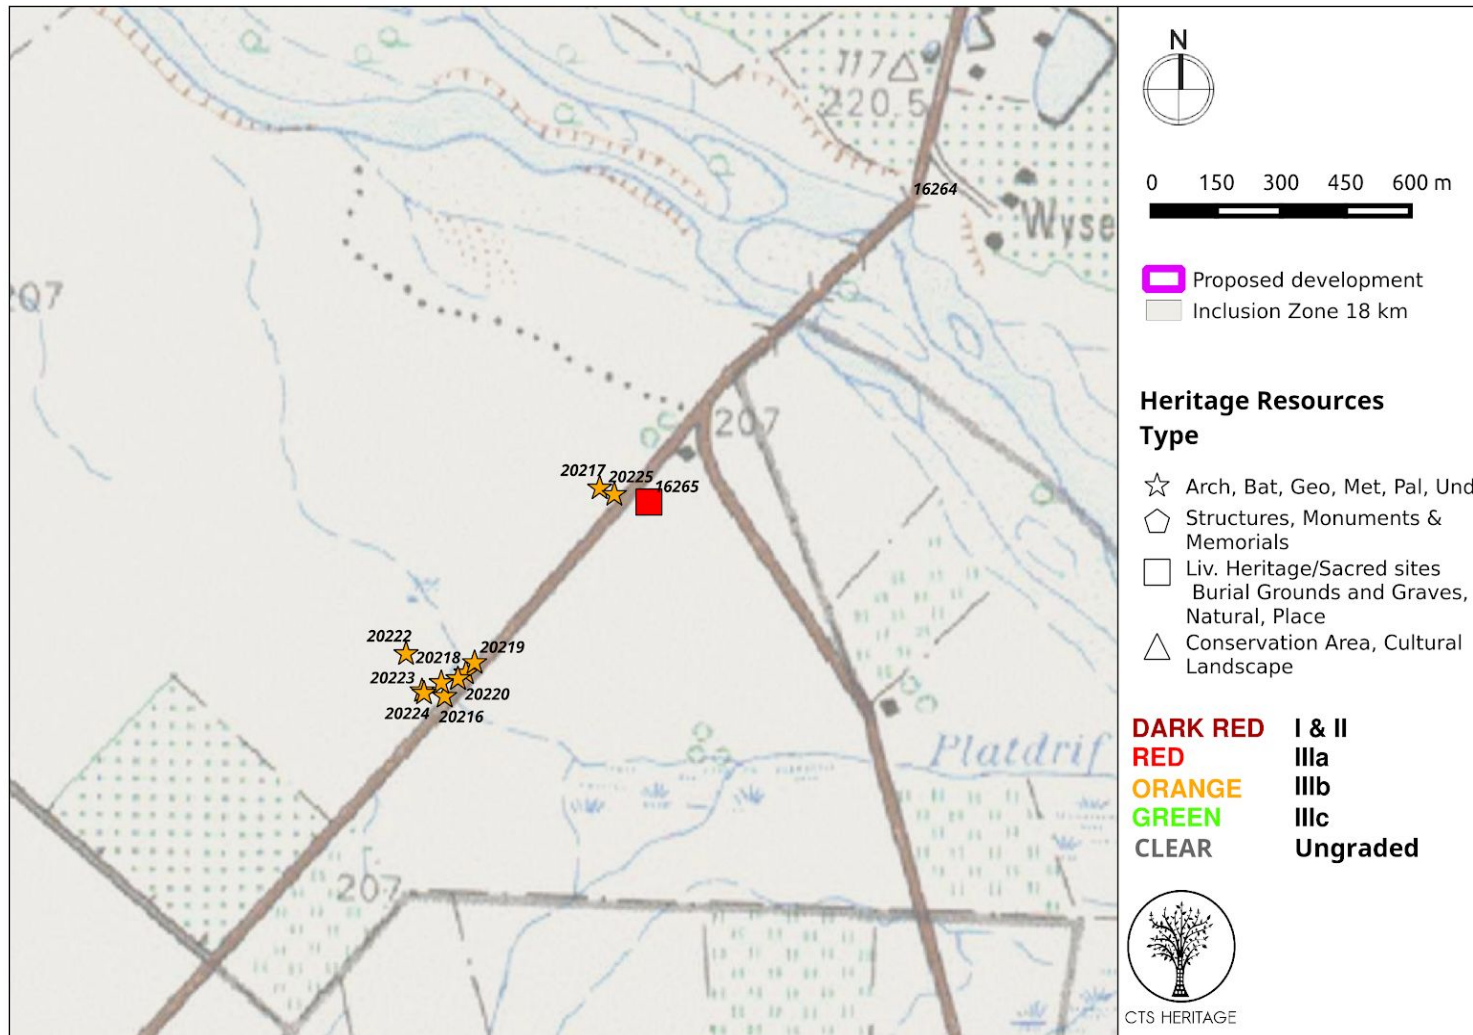 117
220.5
16264
Wyse
207
207
20217
20225
16265
20222
20219
20218
20223
20220
20224
20216
Platdrif
207
N
0 150 300 450 600 m
Proposed development
Inclusion Zone 18 km
Heritage Resources
Type
Arch, Bat, Geo, Met, Pal, Und
Structures, Monuments &
Memorials
Liv. Heritage/Sacred sites
Burial Grounds and Graves,
Natural, Place
Conservation Area, Cultural
Landscape
DARK RED I & II
RED IIIa
ORANGE IIIb
GREEN IIIc
CLEAR Ungraded
CTS HERITAGE